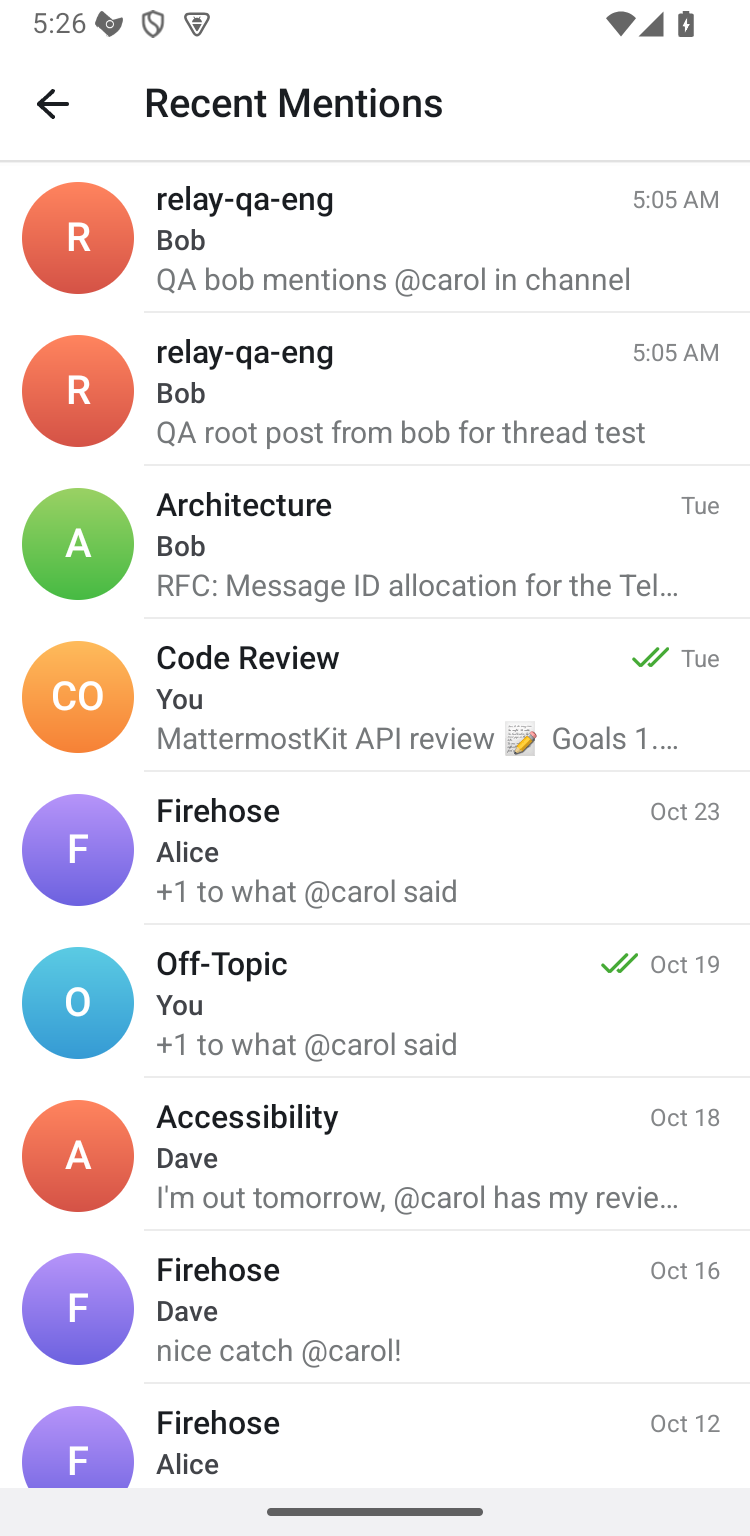 5:26
Recent Mentions
R
relay-qa-eng
5:05 AM
Bob
QA bob mentions @carol in channel
R
relay-qa-eng
5:05 AM
Bob
QA root post from bob for thread test
A
Architecture
Tue
Bob
RFC: Message ID allocation for the Tel...
CO
Code Review
Tue
You
MattermostKit API review 📝 Goals 1....
F
Firehose
Oct 23
Alice
+1 to what @carol said
O
Off-Topic
Oct 19
You
+1 to what @carol said
A
Accessibility
Oct 18
Dave
I'm out tomorrow, @carol has my revie...
F
Firehose
Oct 16
Dave
nice catch @carol!
F
Firehose
Oct 12
Alice